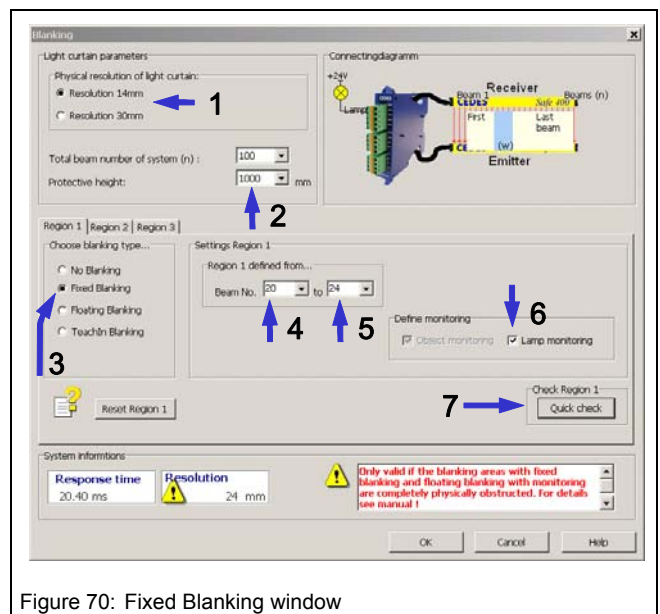 Blanking
Light curtain parameters
Physical resolution of light curtain:
Resolution 14mm
1
Resolution 30mm
Total beam number of system (n) :
100
Protective height:
1000
mm
2
Connectingdiagramm
+24V
Lamp
CEDES
Receiver
Beam 1
Beams (n)
CEDES
Safe 400
First
Last
beam
(w)
Emitter
Region 1
Region 2
Region 3
Choose blanking type...
No Blanking
Fixed Blanking
Floating Blanking
TeachIn Blanking
3
Settings Region 1
Region 1 defined from...
Beam No.
20
to
24
4
5
6
Define monitoring
Object monitoring
Lamp monitoring
Reset Region 1
7
Check Region 1
Quick check
System informtions
Response time
20.40 ms
Resolution
24 mm
Only valid if the blanking areas with fixed
blanking and floating blanking with monitoring
are completely physically obstructed. For details
see manual !
OK
Cancel
Help
Figure 70: Fixed Blanking window